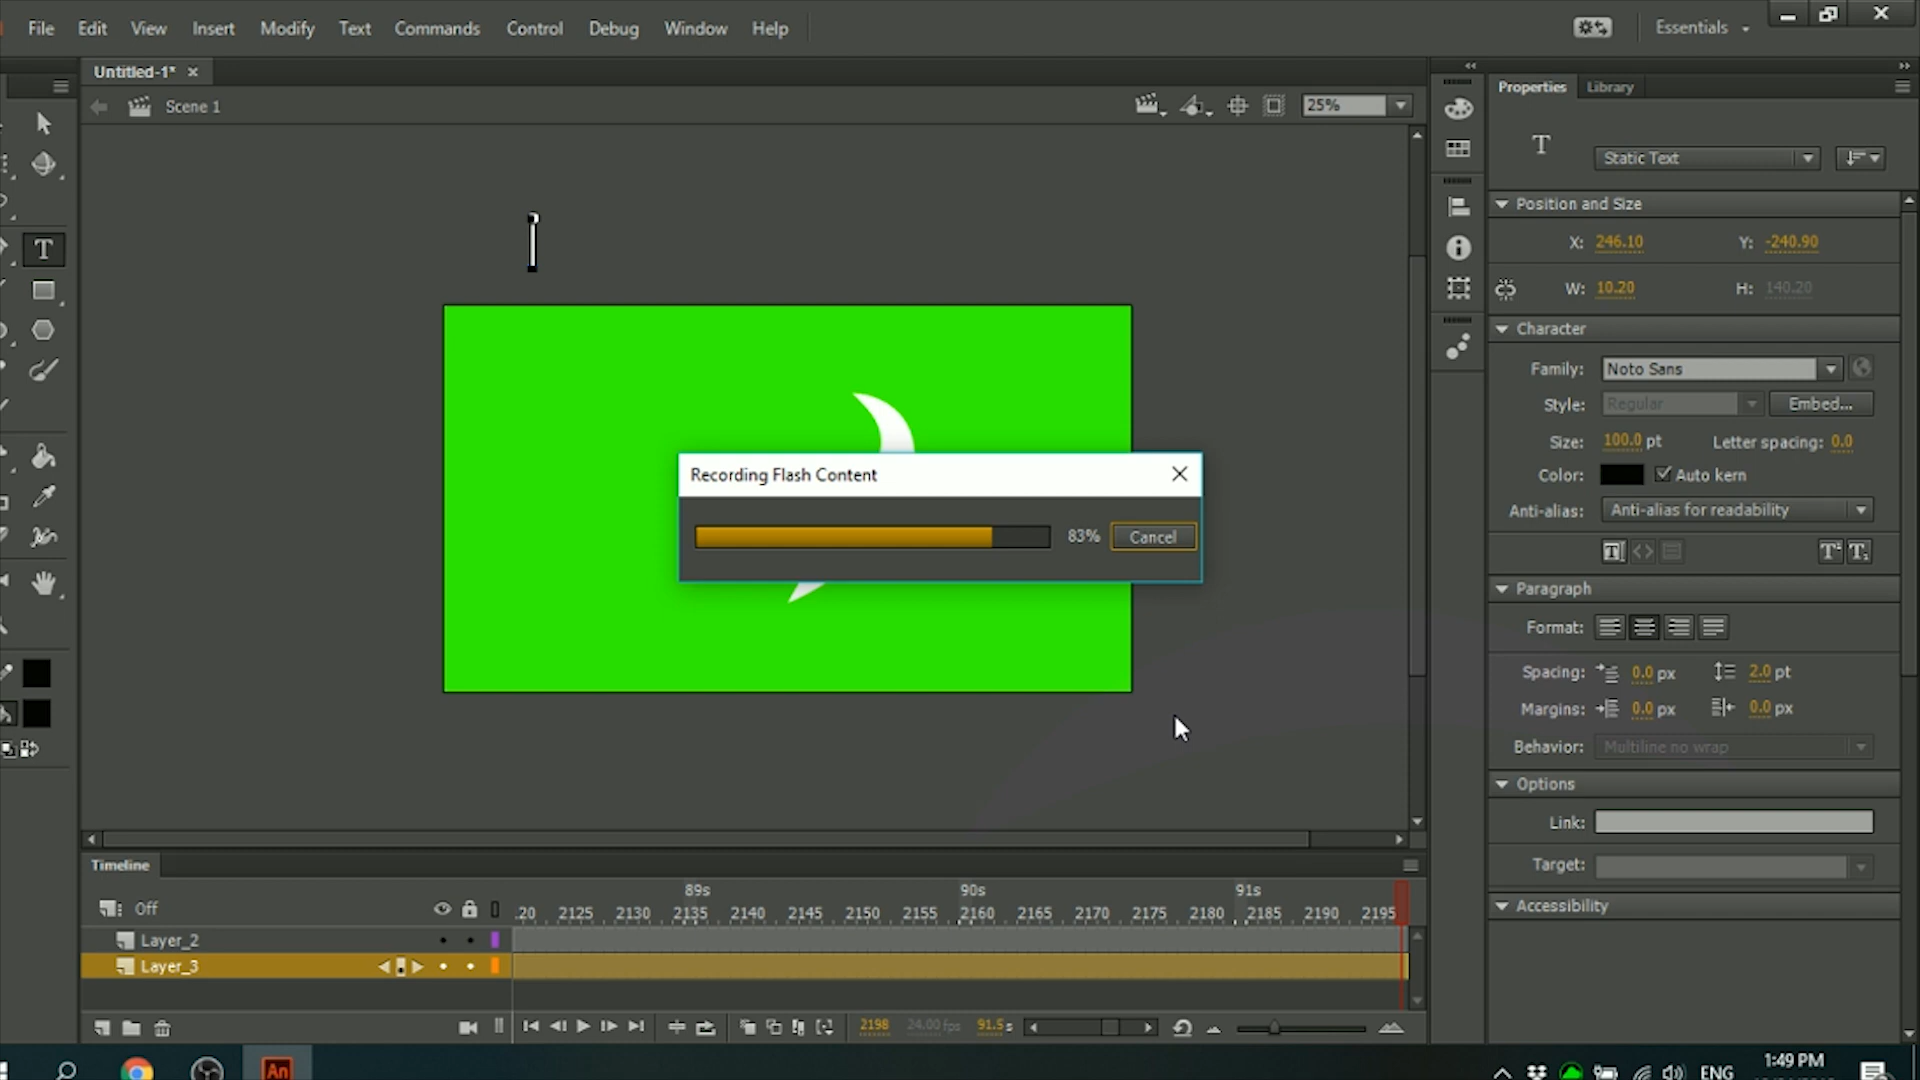 File Edit View Insert Modify Text Commands Control Debug Window Help
Essentials
Untitled-1* ×
Scene 1
25%
Properties Library
T
Static Text
Position and Size
X: 246.10 Y: -240.90
W: 10.20 H: 140.20
Character
Family: Noto Sans
Style: Regular Embed...
Size: 100.0 pt Letter spacing: 0.0
Color: Auto kern
Anti-alias: Anti-alias for readability
Paragraph
Format:
Spacing: 0.0 px 2.0 pt
Margins: 0.0 px 0.0 px
Behavior: Multiline no wrap
Options
Link:
Target:
Accessibility
Recording Flash Content
83% Cancel
Timeline
89s 90s 91s
Off
20 2125 2130 2135 2140 2145 2150 2155 2160 2165 2170 2175 2180 2185 2190 2195
Layer_2
Layer_3
2198 24.00 fps 91.5 s
An
ENG 1:49 PM